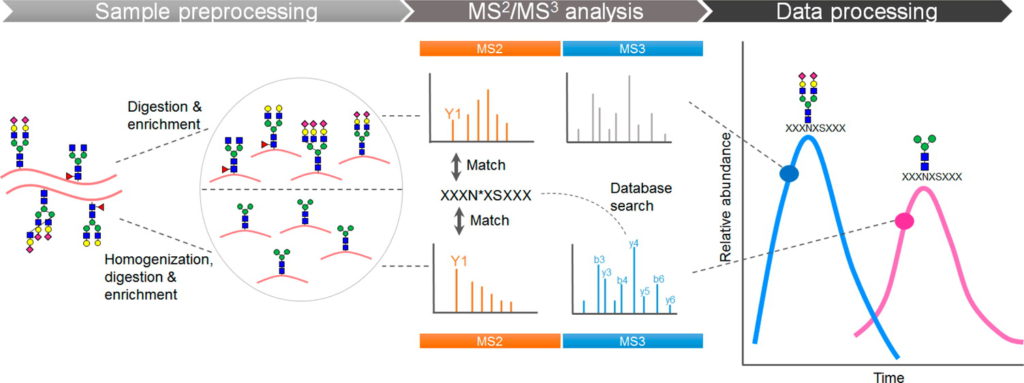 Sample preprocessing
MS2/MS3 analysis
Data processing
MS2
MS3
Digestion &
enrichment
Homogenization,
digestion &
enrichment
Y1
Match
XXXN*XSXXX
Match
Database
search
Y1
b3
y3
b4
y4
y5
b6
y6
MS2
MS3
Relative abundance,
XXXNXSXXX
XXXNXSXXX
Time